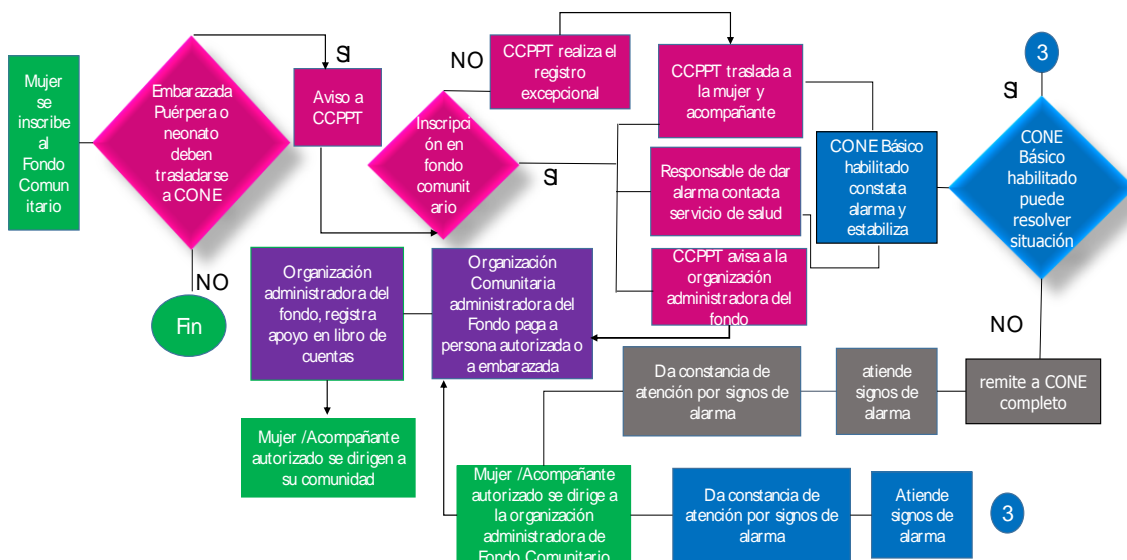 Mujer
se
inscribe
al
Fondo
Comun
itario
Embarazada
Puérpera o
neonato
deben
trasladarse
a CONE
SI
NO
Fin
Aviso a
CCPPT
Inscripci
ón en
fondo
comunit
ario
NO
SI
CCPPT realiza el
registro
excepcional
CCPPT traslada a
la mujer y
acompañante
Responsable de dar
alarma contacta
servicio de salud
CCPPT avisa a la
organización
administradora del
fondo
CONE Básico
habilitado
constata
alarma y
estabiliza
CONE
Básico
habilitado
puede
resolver
situación
SI
3
NO
remite a CONE
completo
atiende
signos de
alarma
Da constancia de
atención por signos de
alarma
Organización
Comunitaria
administradora del
Fondo paga a
persona autorizada o
a embarazada
Organización
administradora del
fondo, registra
apoyo en libro de
cuentas
Mujer /Acompañante
autorizado se dirigen a
su comunidad
Mujer /Acompañante
autorizado se dirige a
la organización
administradora de
Fondo Comunitario
Da constancia de
atención por signos de
alarma
Atiende
signos de
alarma
3